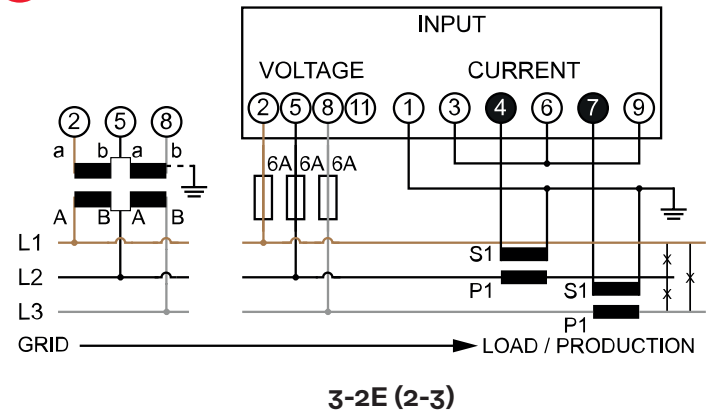 INPUT
VOLTAGE CURRENT
2 5 8 2 5 8 11 1 3 4 6 7 9
a b a b
6A 6A 6A
A B A B
L1
S1
L2
P1 S1
L3
P1
GRID LOAD / PRODUCTION
3-2E (2-3)